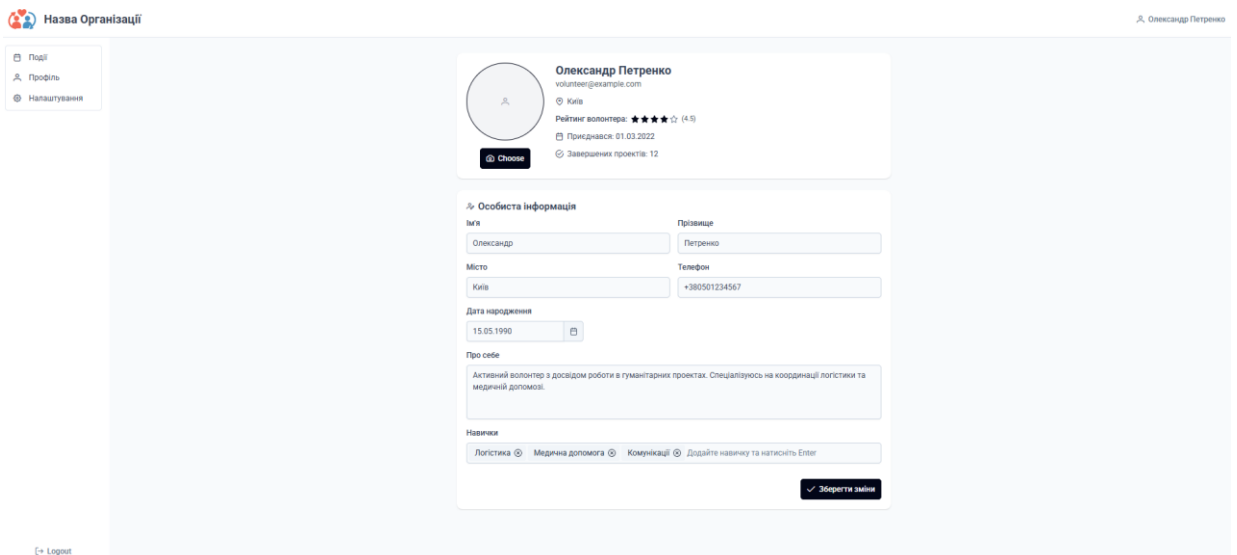 Назва Організації
Олександр Петренко
Події
Профіль
Налаштування
Logout
Олександр Петренко
volunteer@example.com
Київ
Рейтинг волонтера: ★★★★☆ (4.5)
Приєднався: 01.03.2022
Завершених проектів: 12
Choose
Особиста інформація
Ім'я
Прізвище
Олександр
Петренко
Місто
Телефон
Київ
+380501234567
Дата народження
15.05.1990
Про себе
Активний волонтер з досвідом роботи в гуманітарних проектах. Спеціалізуюсь на координації логістики та
медичній допомозі.
Навички
Логістика Медична допомога Комунікації Додайте навичку та натисніть Enter
Зберегти зміни